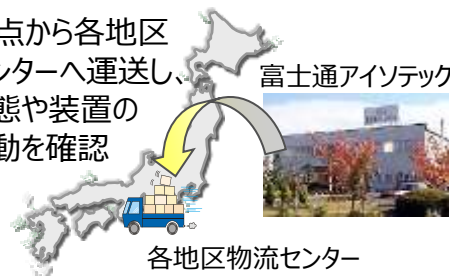 点から各地区
ンターへ運送し、
態や装置の
動を確認
富士通アイソテック
各地区物流センター